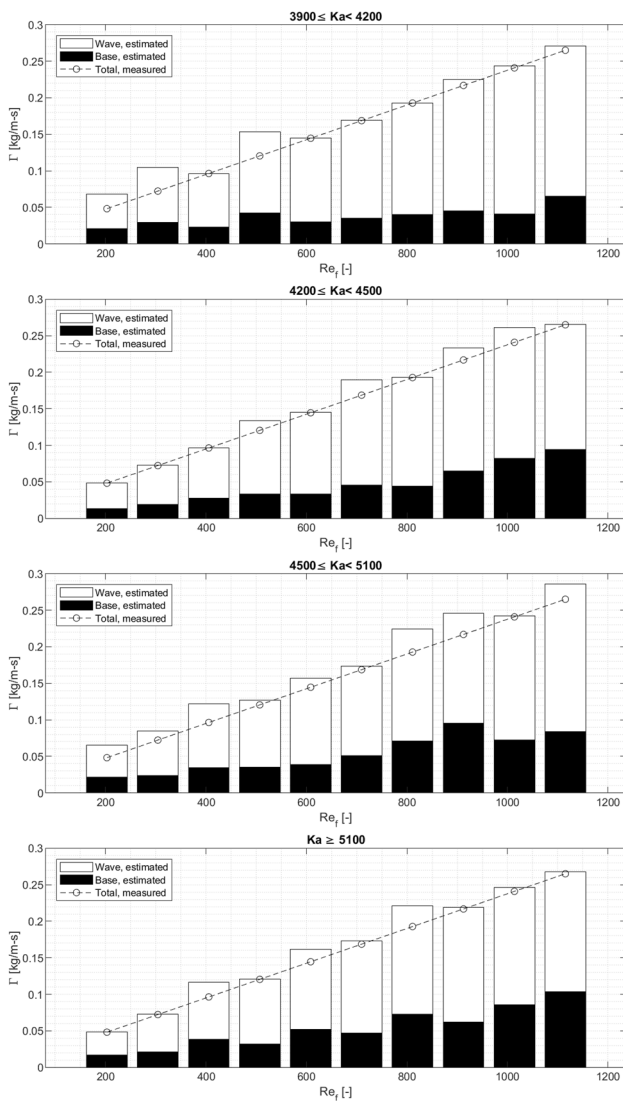 3900≤ Ka< 4200
0.3
0.25
0.2
0.15
0.1
0.05
0
Γ [kg/m-s]
Wave, estimated
Base, estimated
Total, measured
200 400 600 800 1000 1200
Re_f [-]
4200≤ Ka< 4500
0.3
0.25
0.2
0.15
0.1
0.05
0
Γ [kg/m-s]
Wave, estimated
Base, estimated
Total, measured
200 400 600 800 1000 1200
Re_f [-]
4500≤ Ka< 5100
0.3
0.25
0.2
0.15
0.1
0.05
0
Γ [kg/m-s]
Wave, estimated
Base, estimated
Total, measured
200 400 600 800 1000 1200
Re_f [-]
Ka ≥ 5100
0.3
0.25
0.2
0.15
0.1
0.05
0
Γ [kg/m-s]
Wave, estimated
Base, estimated
Total, measured
200 400 600 800 1000 1200
Re_f [-]